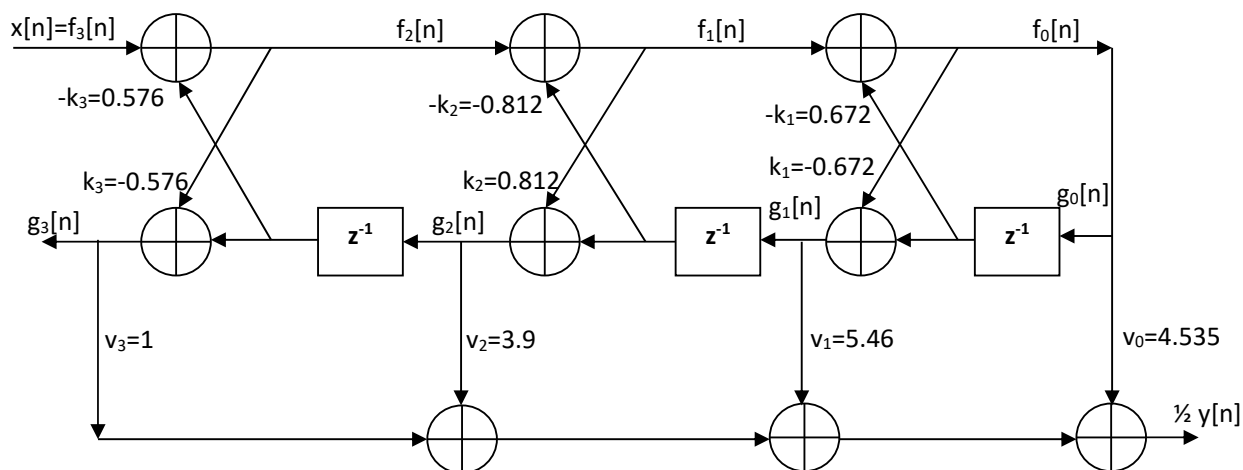 x[n]=f₃[n]
f₂[n]
f₁[n]
f₀[n]
-k₃=0.576
-k₂=-0.812
-k₁=0.672
k₃=-0.576
k₂=0.812
k₁=-0.672
g₃[n]
g₂[n]
g₁[n]
g₀[n]
z⁻¹
z⁻¹
z⁻¹
v₃=1
v₂=3.9
v₁=5.46
v₀=4.535
½ y[n]